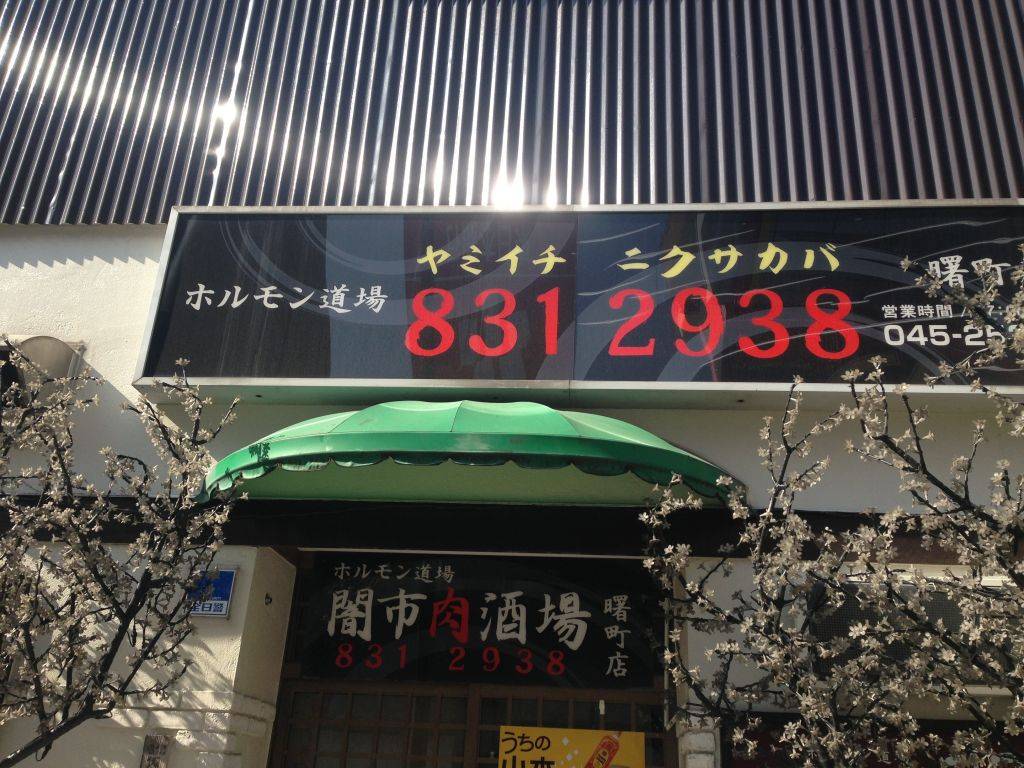 ヤミイチ ニクサカバ
ホルモン道場
831 2938
曙町
営業時間
045-25
ホルモン道場
闇市肉酒場
曙町店
831 2938
うちの